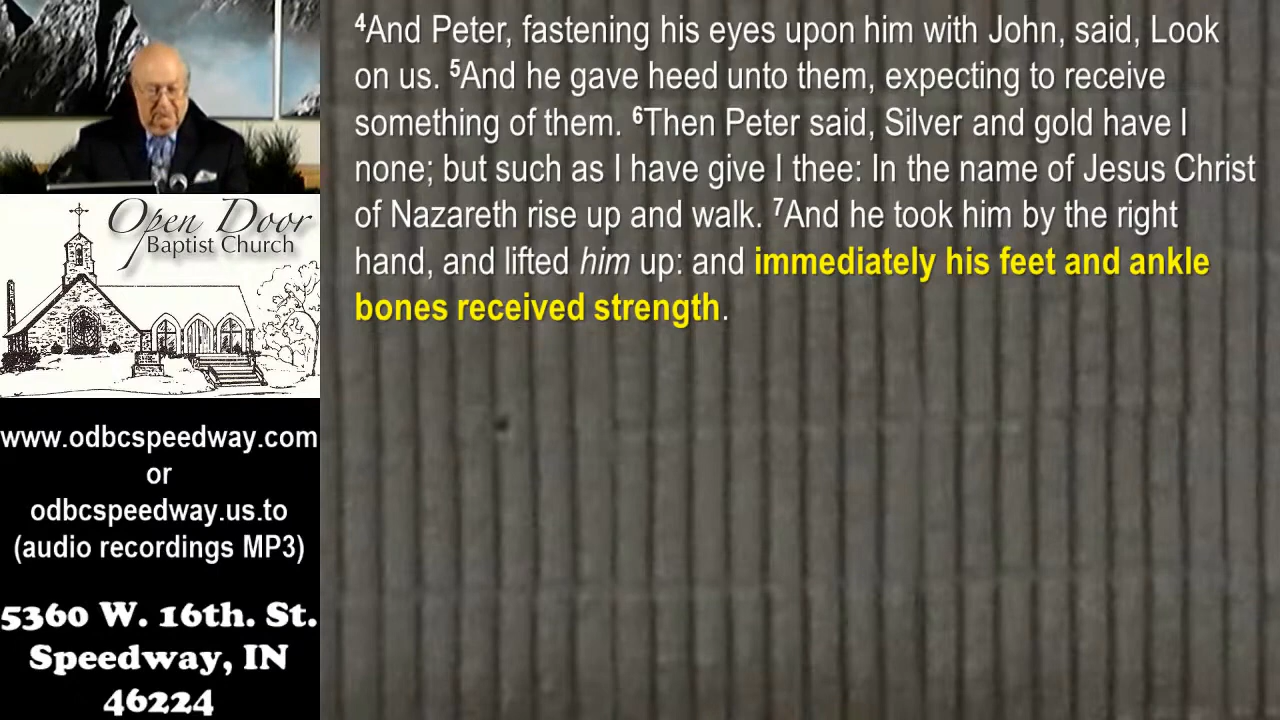 Open Door
Baptist Church
www.odbcspeedway.com
or
odbcspeedway.us.to
(audio recordings MP3)
5360 W. 16th. St.
Speedway, IN
46224
⁴And Peter, fastening his eyes upon him with John, said, Look
on us. ⁵And he gave heed unto them, expecting to receive
something of them. ⁶Then Peter said, Silver and gold have I
none; but such as I have give I thee: In the name of Jesus Christ
of Nazareth rise up and walk. ⁷And he took him by the right
hand, and lifted him up: and immediately his feet and ankle
bones received strength.